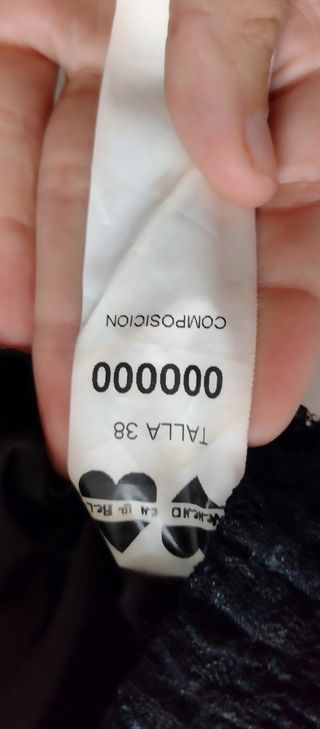 TALLA 38
000000
COMPOSICION